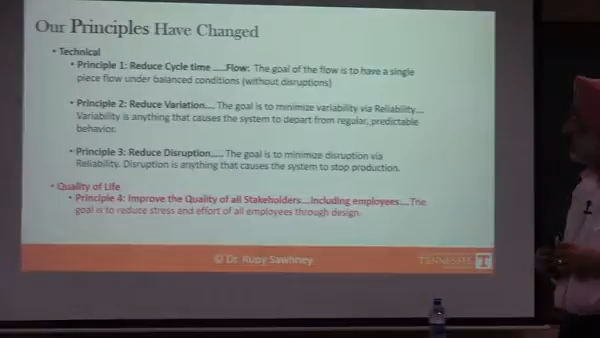 Our Principles Have Changed
• Technical
• Principle 1: Reduce Cycle time .....Flow: The goal of the flow is to have a single
piece flow under balanced conditions (without disruptions)
• Principle 2: Reduce Variation.... The goal is to minimize variability via Reliability....
Variability is anything that causes the system to depart from regular, predictable
behavior.
• Principle 3: Reduce Disruption...... The goal is to minimize disruption via
Reliability. Disruption is anything that causes the system to stop production.
• Quality of Life
• Principle 4: Improve the Quality of all Stakeholders....Including employees....The
goal is to reduce stress and effort of all employees through design.
© Dr. Rupy Sawhney
TENNESSEE T